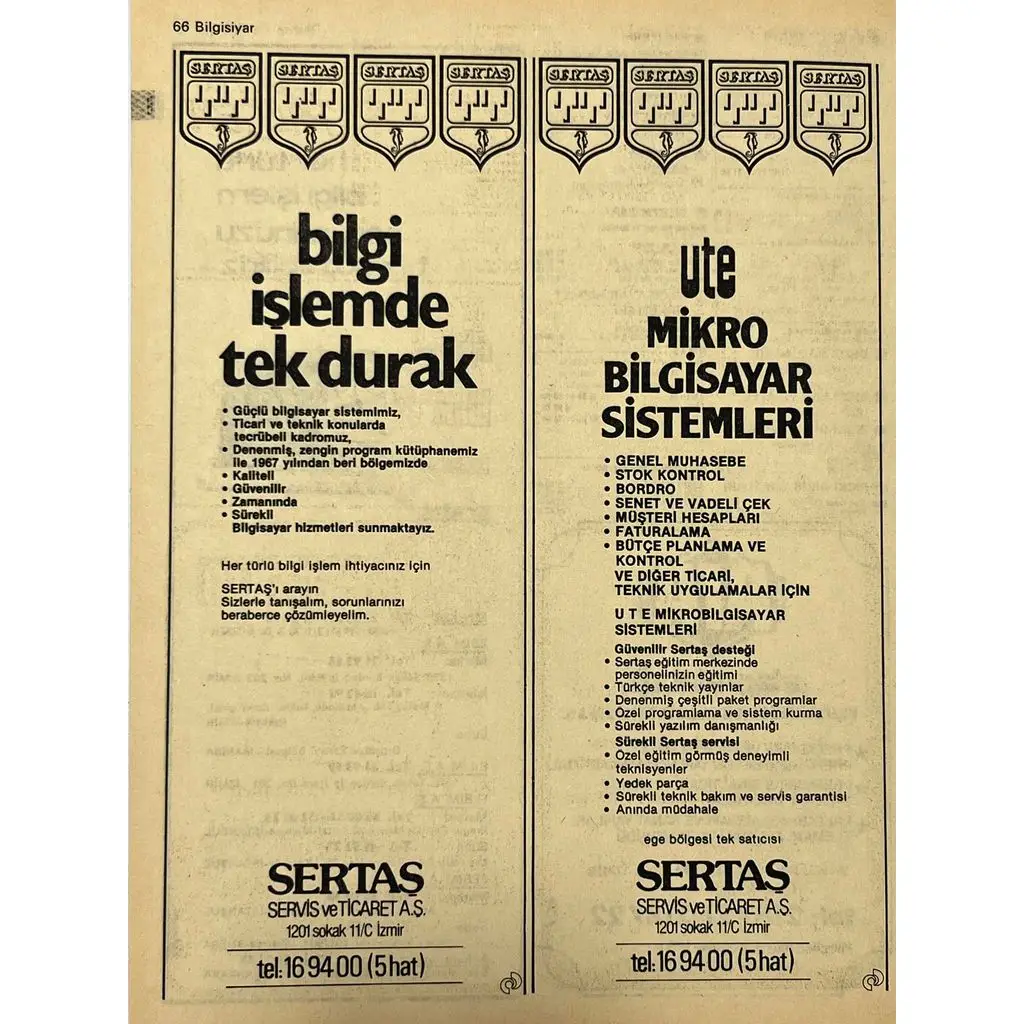 66 Bilgisiyar
SERTAŞ SERTAŞ SERTAŞ SERTAŞ
bilgi
işlemde
tek durak
• Güçlü bilgisayar sistemimiz,
• Ticari ve teknik konularda
tecrübeli kadromuz,
• Denenmiş, zengin program kütüphanemiz
ile 1967 yılından beri bölgemizde
• Kaliteli
• Güvenilir
• Zamanında
• Sürekli
Bilgisayar hizmetleri sunmaktayız.
Her türlü bilgi işlem ihtiyacınız için
SERTAŞ'ı arayın
Sizlerle tanışalım, sorunlarınızı
beraberce çözümleyelim.
SERTAŞ
SERVİS ve TİCARET A.Ş.
1201 sokak 11/C İzmir
tel: 16 94 00 (5 hat)
SERTAŞ SERTAŞ SERTAŞ SERTAŞ
ute
MİKRO
BİLGİSAYAR
SİSTEMLERİ
• GENEL MUHASEBE
• STOK KONTROL
• BORDRO
• SENET VE VADELİ ÇEK
• MÜŞTERİ HESAPLARI
• FATURALAMA
• BÜTÇE PLANLAMA VE
KONTROL
VE DİĞER TİCARİ,
TEKNİK UYGULAMALAR İÇİN
U T E MİKROBİLGİSAYAR
SİSTEMLERİ
Güvenilir Sertaş desteği
• Sertaş eğitim merkezinde
personelinizin eğitimi
• Türkçe teknik yayınlar
• Denenmiş çeşitli paket programlar
• Özel programlama ve sistem kurma
• Sürekli yazılım danışmanlığı
Sürekli Sertaş servisi
• Özel eğitim görmüş deneyimli
teknisyenler
• Yedek parça
• Sürekli teknik bakım ve servis garantisi
• Anında müdahale
ege bölgesi tek satıcısı
SERTAŞ
SERVİS ve TİCARET A.Ş.
1201 sokak 11/C İzmir
tel: 16 94 00 (5 hat)